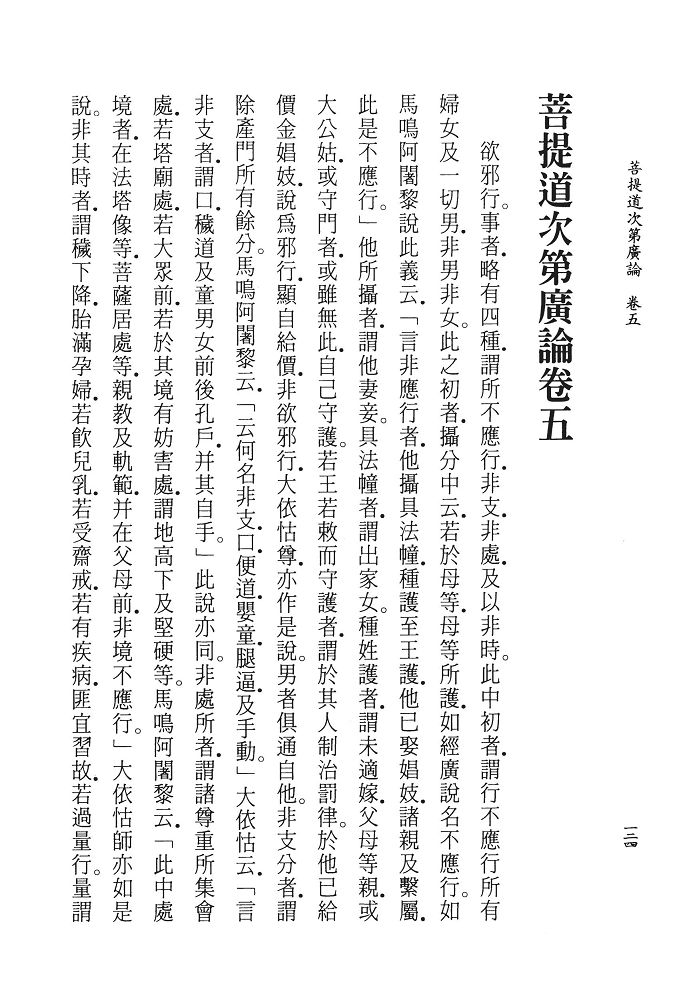 菩提道次第廣論　卷五
一三四
菩提道次第廣論卷五
欲邪行。事者．略有四種．謂所不應行．非支．非處．及以非時。此中初者．謂行不應行所有
婦女及一切男．非男非女。此之初者．攝分中云．若於母等．母等所護．如經廣說名不應行。如
馬鳴阿闍黎說此義云．「言非應行者．他攝具法幢．種護至王護．他已娶娼妓．諸親及繫屬．
此是不應行。」他所攝者．謂他妻妾。具法幢者．謂出家女。種姓護者．謂未適嫁．父母等親．或
大公姑．或守門者．或雖無此．自己守護。若王若敕而守護者．謂於其人制治罰律。於他已給
價金娼妓．說爲邪行．顯自給價．非欲邪行．大依怙尊．亦作是說。男者俱通自他。非支分者．謂
除產門所有餘分。馬鳴阿闍黎云．「云何名非支．口便道嬰童．腿逼．及手動。」大依怙云．「言
非支者．謂口．穢道及童男女前後孔戶．并其自手。」此說亦同。非處所者．謂諸尊重所集會
處．若塔廟處．若大眾前．若於其境有妨害處．謂地高下及堅硬等。馬鳴阿闍黎云．「此中處
境者．在法塔像等．菩薩居處等．親教及軌範．并在父母前．非境不應行。」大依怙師亦如是
說。非其時者．謂穢下降．胎滿孕婦．若飲兒乳．若受齋戒．若有疾病．匪宜習故．若過量行。量謂